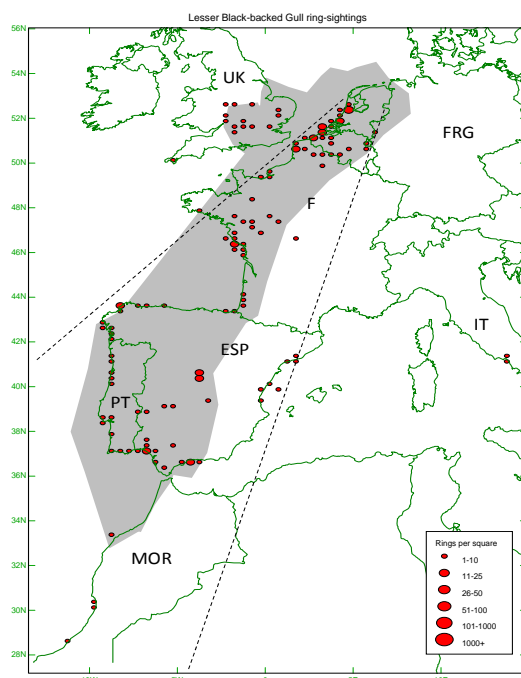 Lesser Black-backed Gull ring-sightings
56N
54N
52N
50N
48N
46N
44N
42N
40N
38N
36N
34N
32N
30N
28N
UK
FRG
F
IT
ESP
PT
MOR
Rings per square
1-10
11-25
26-50
51-100
101-1000
1000+
0